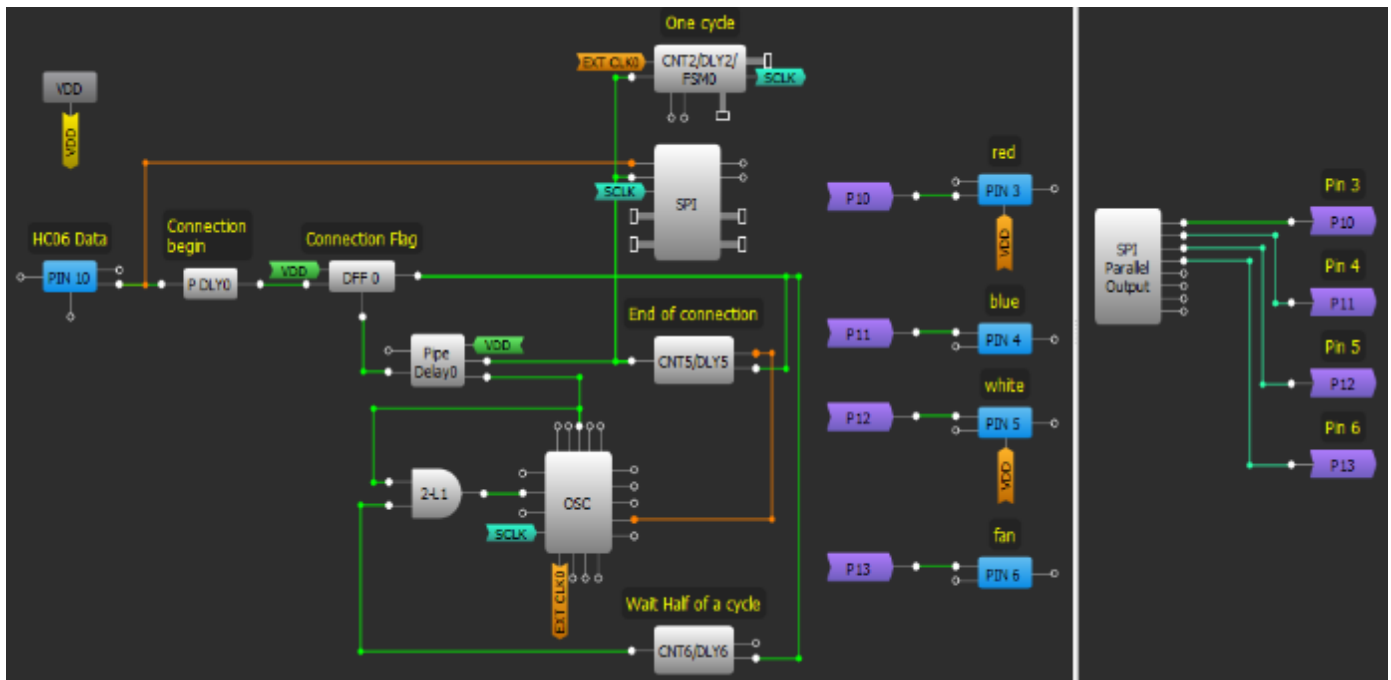 One cycle
EXT CLK0
CNT2/DLY2/
FSM0
SCLK
VDD
VDD
SCLK
SPI
HC06 Data
PIN 10
Connection
begin
P DLY0
VDD
Connection Flag
DFF 0
Pipe
Delay0
VDD
End of connection
CNT5/DLY5
2-L1
OSC
SCLK
EXT CLK0
Wait Half of a cycle
CNT6/DLY6
red
P10
PIN 3
VDD
blue
P11
PIN 4
white
P12
PIN 5
VDD
fan
P13
PIN 6
SPI
Parallel
Output
Pin 3
P10
Pin 4
P11
Pin 5
P12
Pin 6
P13